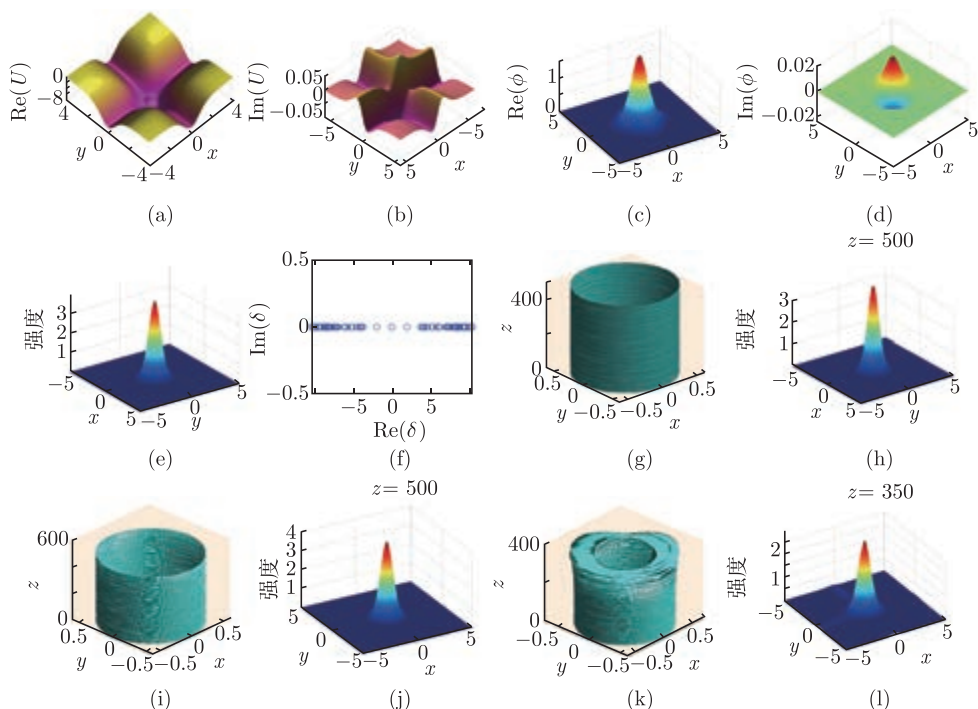 Re(U)
0
−8
4
0
y
−4
−4
0
x
4
(a)
Im(U)
0.05
0
−0.05
−5
0
y
5
5
0
x
−5
(b)
Re(ϕ)
1
0
5
0
y
−5
−5
0
x
5
(c)
Im(ϕ)
0.02
0
−0.02
5
0
y
−5
−5
0
x
5
(d)
强度
3
2
1
−5
0
x
5
−5
0
y
5
(e)
Im(δ)
0.5
0
−0.5
−5
0
5
Re(δ)
(f)
z
400
0
0.5
0
y
−0.5
−0.5
0
x
0.5
(g)
z = 500
强度
3
2
1
−5
0
x
5
−5
0
y
5
(h)
z
600
0
0.5
0
y
−0.5
−0.5
0
x
0.5
(i)
z = 500
强度
4
3
2
1
5
0
y
−5
−5
0
x
5
(j)
z
400
0
−0.5
0
y
−0.5
−0.5
0
x
0.5
(k)
z = 350
强度
2
1
−5
0
y
5
−5
0
x
5
(l)